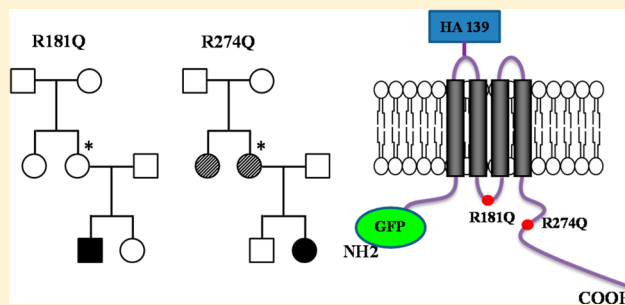 R181Q
R274Q
*
*
HA 139
R181Q
R274Q
GFP
NH2
COOH